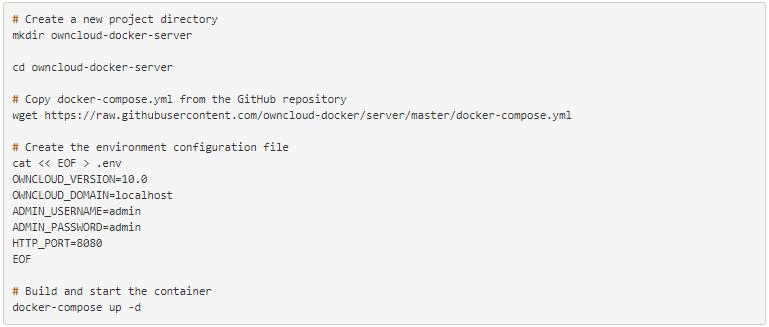 # Create a new project directory
mkdir owncloud-docker-server
cd owncloud-docker-server
# Copy docker-compose.yml from the GitHub repository
wget https://raw.githubusercontent.com/owncloud-docker/server/master/docker-compose.yml
# Create the environment configuration file
cat << EOF > .env
OWNCLOUD_VERSION=10.0
OWNCLOUD_DOMAIN=localhost
ADMIN_USERNAME=admin
ADMIN_PASSWORD=admin
HTTP_PORT=8080
EOF
# Build and start the container
docker-compose up -d